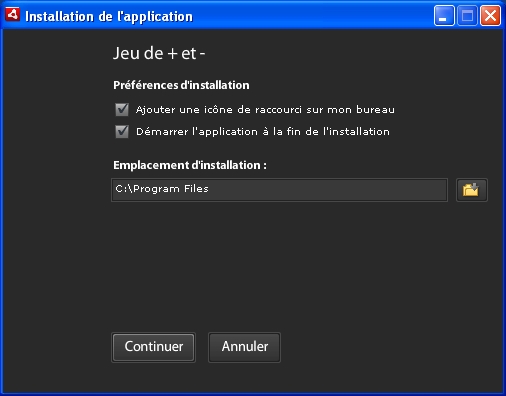 Installation de l'application
Jeu de + et -
Préférences d'installation
Ajouter une icône de raccourci sur mon bureau
Démarrer l'application à la fin de l'installation
Emplacement d'installation :
C:\Program Files
Continuer
Annuler